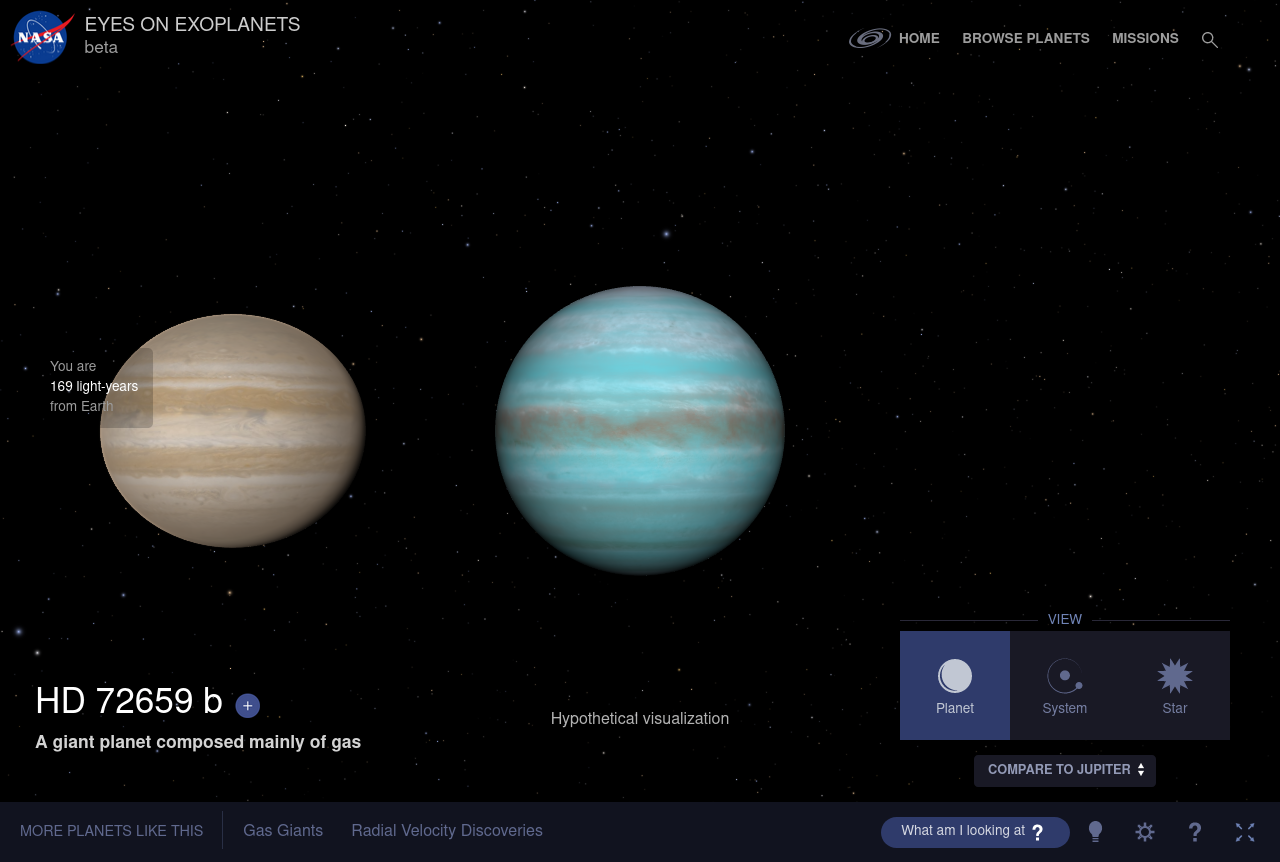 NASA
EYES ON EXOPLANETS
beta
HOME
BROWSE PLANETS
MISSIONS
You are
169 light-years
from Earth
HD 72659 b +
A giant planet composed mainly of gas
Hypothetical visualization
VIEW
Planet
System
Star
COMPARE TO JUPITER
MORE PLANETS LIKE THIS
Gas Giants
Radial Velocity Discoveries
What am I looking at ?
?